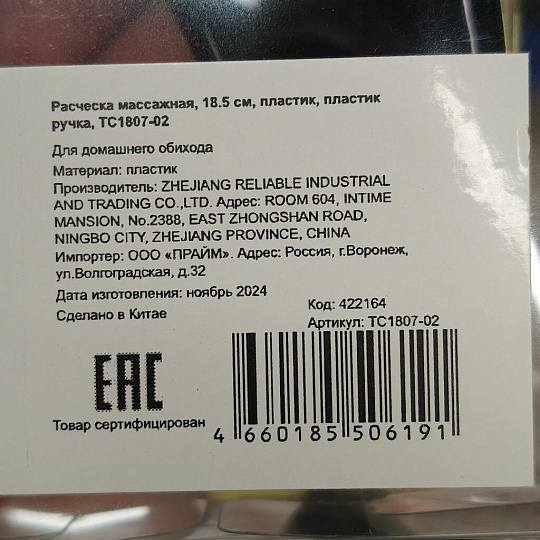 Расческа массажная, 18.5 см, пластик, пластик
ручка, TC1807-02
Для домашнего обихода
Материал: пластик
Производитель: ZHEJIANG RELIABLE INDUSTRIAL
AND TRADING CO.,LTD. Адрес: ROOM 604, INTIME
MANSION, No.2388, EAST ZHONGSHAN ROAD,
NINGBO CITY, ZHEJIANG PROVINCE, CHINA
Импортер: ООО «ПРАЙМ». Адрес: Россия, г.Воронеж,
ул.Волгоградская, д.32
Дата изготовления: ноябрь 2024
Сделано в Китае
Код: 422164
Артикул: TC1807-02
EAC
Товар сертифицирован
4 660185 506191